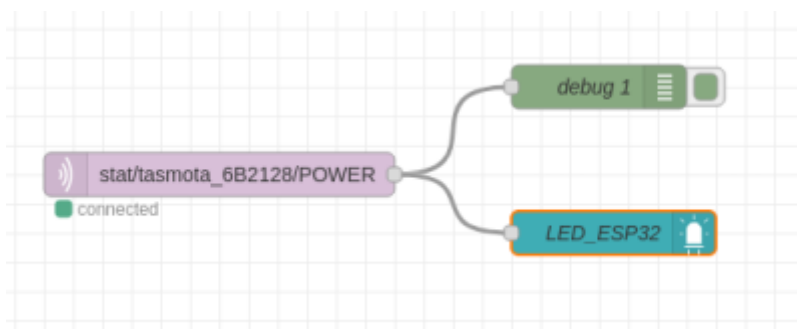 debug 1
stat/tasmota_6B2128/POWER
connected
LED_ESP32